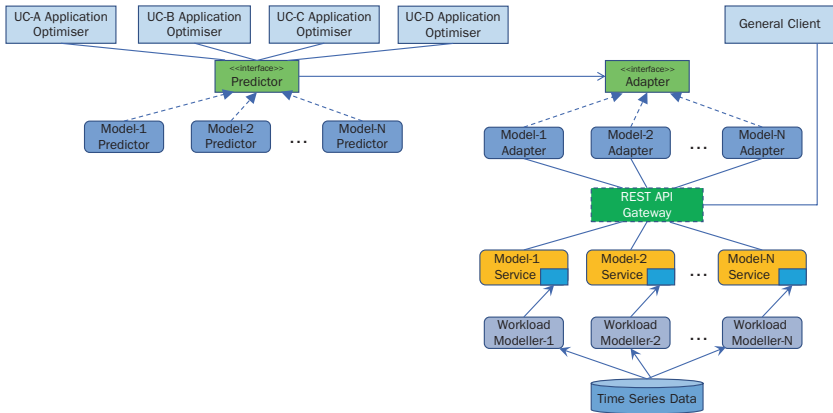 UC-A Application
Optimiser
UC-B Application
Optimiser
UC-C Application
Optimiser
UC-D Application
Optimiser
General Client
<<interface>>
Predictor
<<interface>>
Adapter
Model-1
Predictor
Model-2
Predictor
...
Model-N
Predictor
Model-1
Adapter
Model-2
Adapter
...
Model-N
Adapter
REST API
Gateway
Model-1
Service
Model-2
Service
...
Model-N
Service
Workload
Modeller-1
Workload
Modeller-2
...
Workload
Modeller-N
Time Series Data